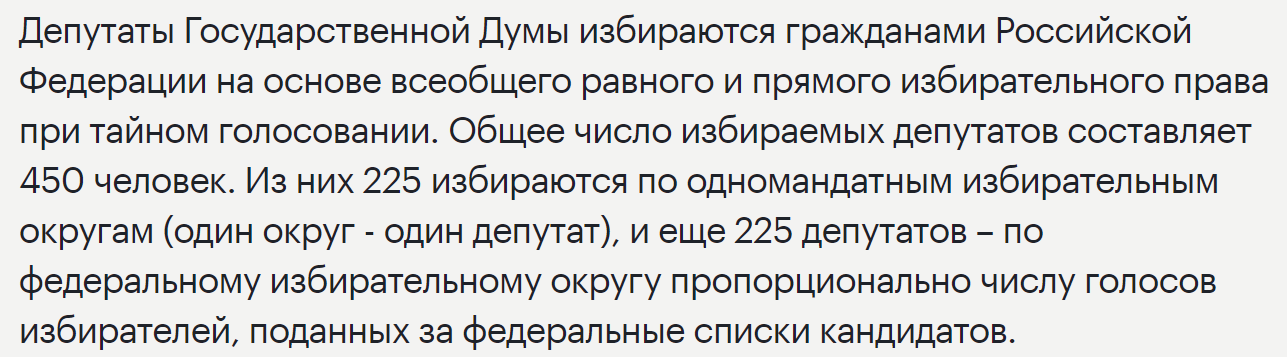 Депутаты Государственной Думы избираются гражданами Российской
Федерации на основе всеобщего равного и прямого избирательного права
при тайном голосовании. Общее число избираемых депутатов составляет
450 человек. Из них 225 избираются по одномандатным избирательным
округам (один округ - один депутат), и еще 225 депутатов – по
федеральному избирательному округу пропорционально числу голосов
избирателей, поданных за федеральные списки кандидатов.